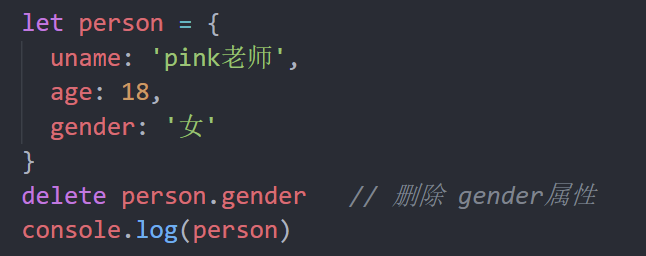 let person = {
  uname: 'pink老师',
  age: 18,
  gender: '女'
}
delete person.gender   // 删除 gender属性
console.log(person)